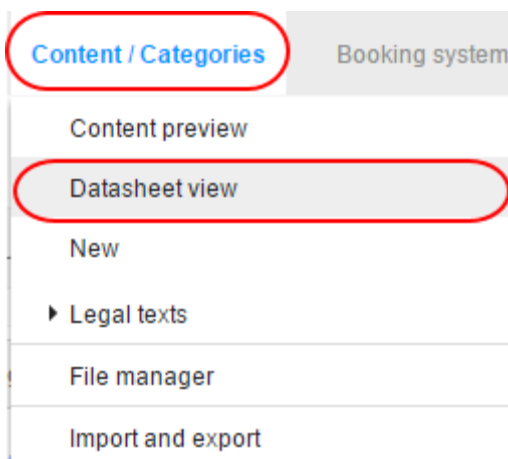 Content / Categories Booking system
Content preview
Datasheet view
New
Legal texts
File manager
Import and export